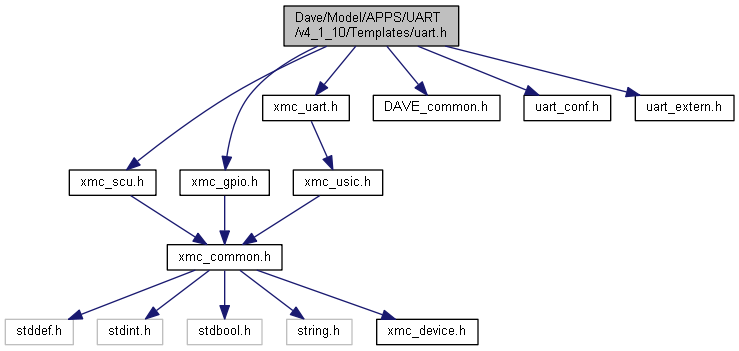 Dave/Model/APPS/UART
/v4_1_10/Templates/uart.h
xmc_uart.h
DAVE_common.h
uart_conf.h
uart_extern.h
xmc_scu.h
xmc_gpio.h
xmc_usic.h
xmc_common.h
stddef.h
stdint.h
stdbool.h
string.h
xmc_device.h